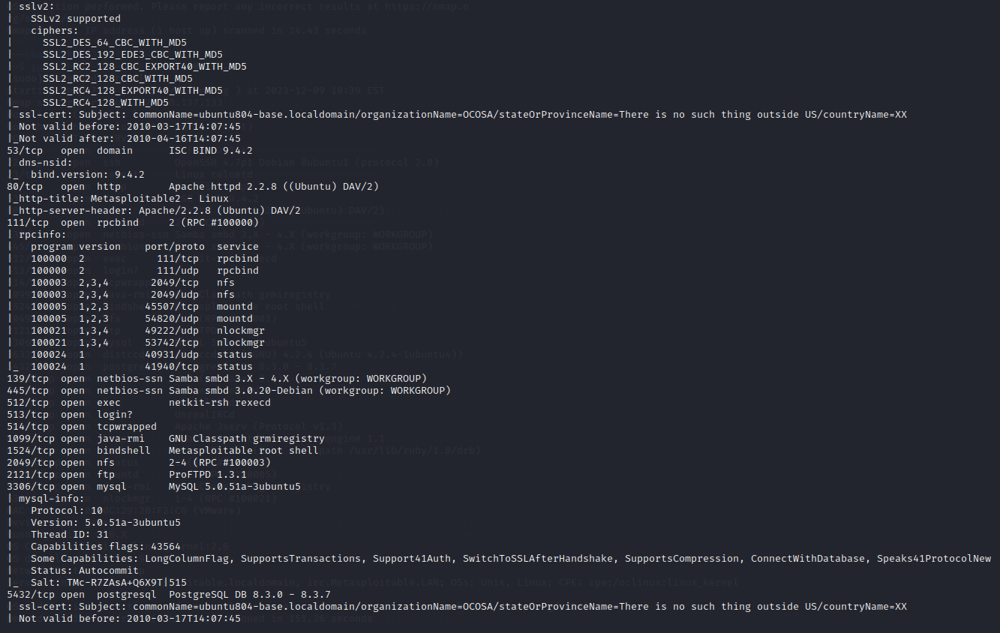 | sslv2:
|   SSLv2 supported
|   ciphers:
|     SSL2_DES_64_CBC_WITH_MD5
|     SSL2_DES_192_EDE3_CBC_WITH_MD5
|     SSL2_RC2_128_CBC_EXPORT40_WITH_MD5
|     SSL2_RC2_128_CBC_WITH_MD5
|     SSL2_RC4_128_EXPORT40_WITH_MD5
|_    SSL2_RC4_128_WITH_MD5
| ssl-cert: Subject: commonName=ubuntu804-base.localdomain/organizationName=OCOSA/stateOrProvinceName=There is no such thing outside US/countryName=XX
| Not valid before: 2010-03-17T14:07:45
|_Not valid after:  2010-04-16T14:07:45
53/tcp   open  domain      ISC BIND 9.4.2
| dns-nsid:
|_  bind.version: 9.4.2
80/tcp   open  http        Apache httpd 2.2.8 ((Ubuntu) DAV/2)
|_http-title: Metasploitable2 - Linux
|_http-server-header: Apache/2.2.8 (Ubuntu) DAV/2
111/tcp  open  rpcbind     2 (RPC #100000)
| rpcinfo:
|   program version    port/proto  service
|   100000  2            111/tcp   rpcbind
|   100000  2            111/udp   rpcbind
|   100003  2,3,4       2049/tcp   nfs
|   100003  2,3,4       2049/udp   nfs
|   100005  1,2,3      45507/tcp   mountd
|   100005  1,2,3      54820/udp   mountd
|   100021  1,3,4      49222/udp   nlockmgr
|   100021  1,3,4      53742/tcp   nlockmgr
|   100024  1          40931/udp   status
|_  100024  1          41940/tcp   status
139/tcp  open  netbios-ssn Samba smbd 3.X - 4.X (workgroup: WORKGROUP)
445/tcp  open  netbios-ssn Samba smbd 3.0.20-Debian (workgroup: WORKGROUP)
512/tcp  open  exec        netkit-rsh rexecd
513/tcp  open  login?
514/tcp  open  tcpwrapped
1099/tcp open  java-rmi    GNU Classpath grmiregistry
1524/tcp open  bindshell   Metasploitable root shell
2049/tcp open  nfs         2-4 (RPC #100003)
2121/tcp open  ftp         ProFTPD 1.3.1
3306/tcp open  mysql       MySQL 5.0.51a-3ubuntu5
| mysql-info:
|   Protocol: 10
|   Version: 5.0.51a-3ubuntu5
|   Thread ID: 31
|   Capabilities flags: 43564
|   Some Capabilities: LongColumnFlag, SupportsTransactions, Support41Auth, SwitchToSSLAfterHandshake, SupportsCompression, ConnectWithDatabase, Speaks41ProtocolNew
|   Status: Autocommit
|_  Salt: TMc-R7ZAsA+Q6X9T|515
5432/tcp open  postgresql  PostgreSQL DB 8.3.0 - 8.3.7
| ssl-cert: Subject: commonName=ubuntu804-base.localdomain/organizationName=OCOSA/stateOrProvinceName=There is no such thing outside US/countryName=XX
| Not valid before: 2010-03-17T14:07:45